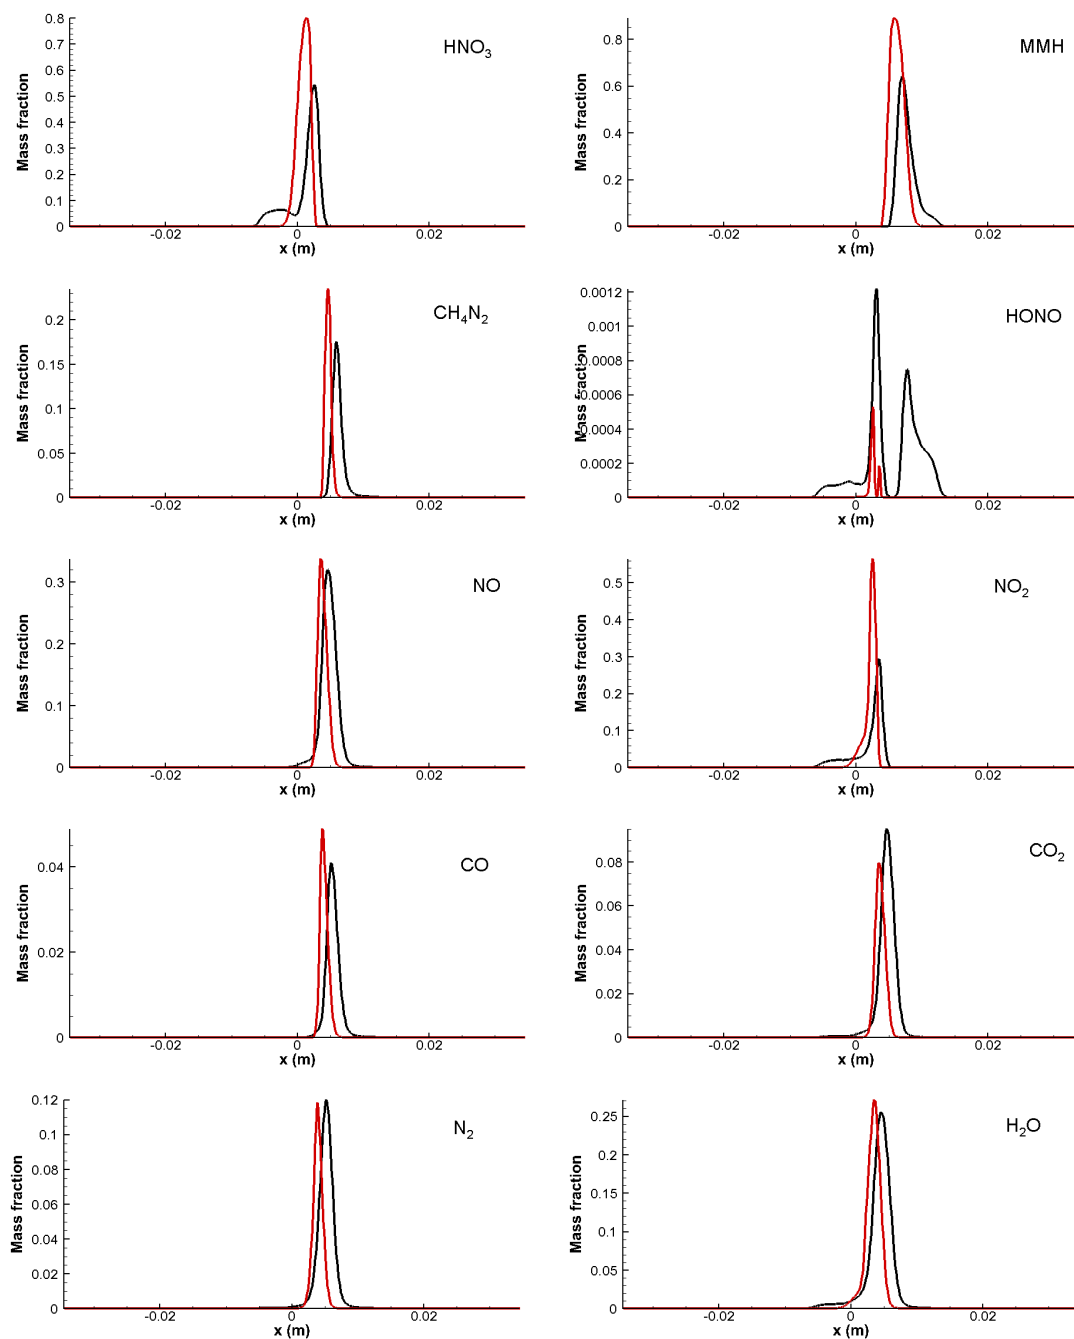 0.8
0.7
0.6
0.5
0.4
0.3
0.2
0.1
0
Mass fraction
HNO₃
-0.02
0
0.02
x (m)
0.8
0.6
0.4
0.2
0
Mass fraction
MMH
-0.02
0
0.02
x (m)
0.2
0.15
0.1
0.05
0
Mass fraction
CH₄N₂
-0.02
0
0.02
x (m)
0.0012
0.001
0.0008
0.0006
0.0004
0.0002
0
Mass fraction
HONO
-0.02
0
0.02
x (m)
0.3
0.2
0.1
0
Mass fraction
NO
-0.02
0
0.02
x (m)
0.5
0.4
0.3
0.2
0.1
0
Mass fraction
NO₂
-0.02
0
0.02
x (m)
0.04
0.02
0
Mass fraction
CO
-0.02
0
0.02
x (m)
0.08
0.06
0.04
0.02
0
Mass fraction
CO₂
-0.02
0
0.02
x (m)
0.12
0.1
0.08
0.06
0.04
0.02
0
Mass fraction
N₂
-0.02
0
0.02
x (m)
0.25
0.2
0.15
0.1
0.05
0
Mass fraction
H₂O
-0.02
0
0.02
x (m)